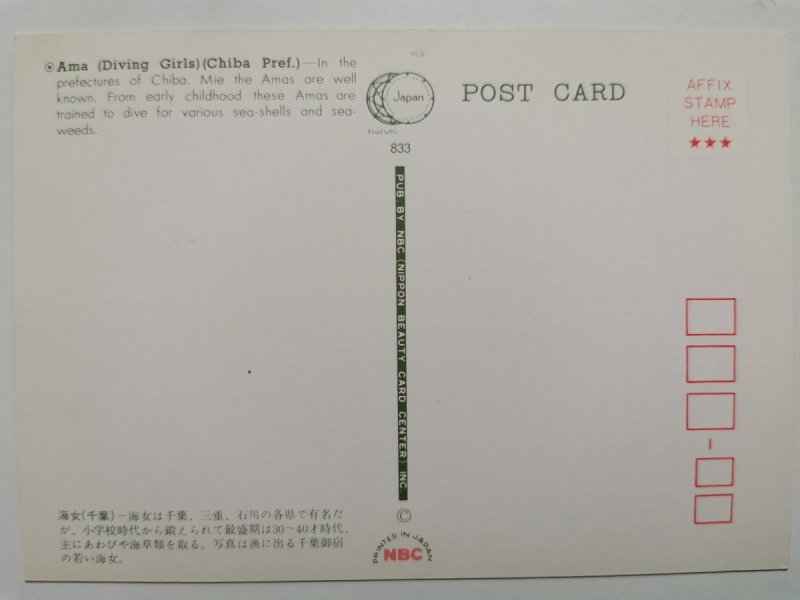 ⊙Ama (Diving Girls)(Chiba Pref.)—In the
prefectures of Chiba. Mie the Amas are well
known. From early childhood these Amas are
trained to dive for various sea-shells and sea-
weeds.
Japan
tsuzumi
833
POST CARD
AFFIX
STAMP
HERE
★★★
PUB. BY NBC (NIPPON BEAUTY CARD CENTER) INC.
海女(千葉)―海女は千葉、三重、石川の各県で有名だ
が、小学校時代から鍛えられて最盛期は30～40才時代、
主にあわびや海草類を取る。写真は漁に出る千葉御宿
の若い海女。
©
PRINTED IN JAPAN
NBC